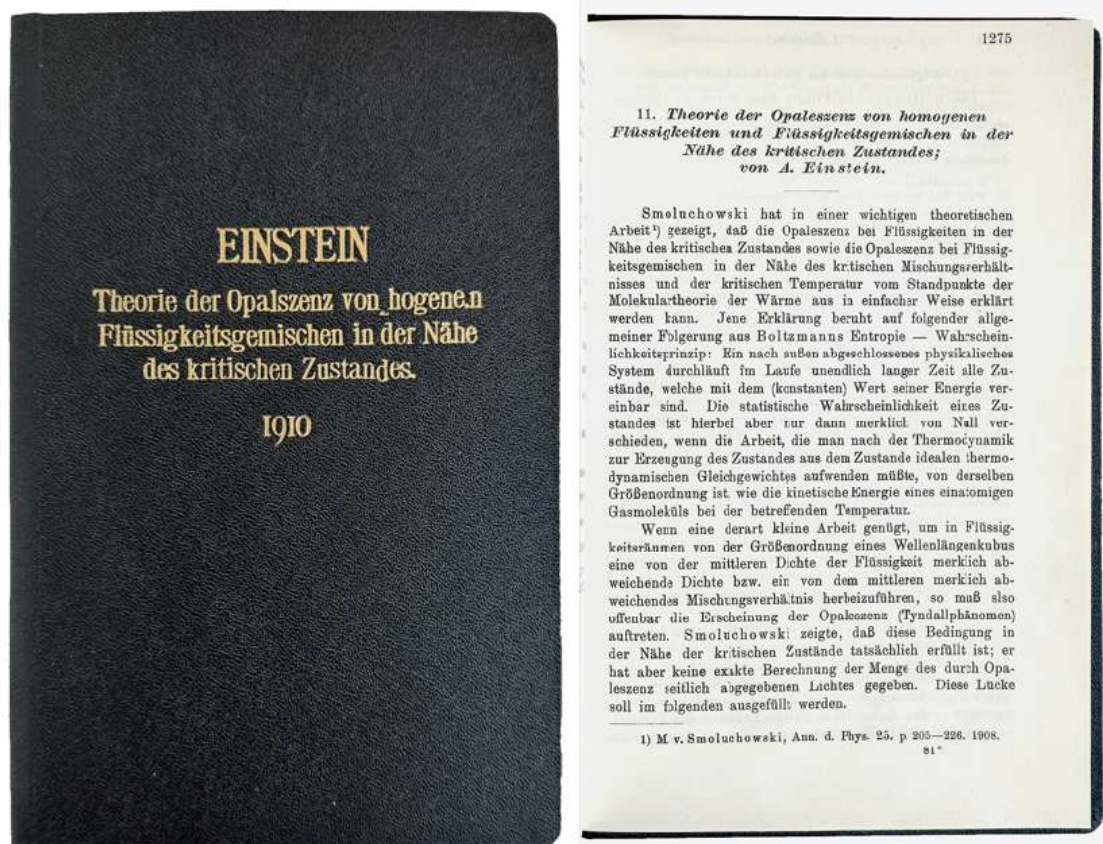 EINSTEIN
Theorie der Opalszenz von hogenen
Flüssigkeitsgemischen in der Nähe
des kritischen Zustandes.
1910
1275
11. Theorie der Opaleszenz von homogenen
Flüssigkeiten und Flüssigkeitsgemischen in der
Nähe des kritischen Zustandes;
von A. Einstein.
Smoluchowski hat in einer wichtigen theoretischen
Arbeit¹) gezeigt, daß die Opaleszenz bei Flüssigkeiten in der
Nähe des kritischen Zustandes sowie die Opaleszenz bei Flüssig-
keitsgemischen in der Nähe des kritischen Mischungsverhält-
nisses und der kritischen Temperatur vom Standpunkte der
Molekulartheorie der Wärme aus in einfacher Weise erklärt
werden kann. Jene Erklärung beruht auf folgender allge-
meiner Folgerung aus Boltzmanns Entropie — Wahrschein-
lichkeitsprinzip: Ein nach außen abgeschlossenes physikalisches
System durchläuft im Laufe unendlich langer Zeit alle Zu-
stände, welche mit dem (konstanten) Wert seiner Energie ver-
einbar sind. Die statistische Wahrscheinlichkeit eines Zu-
standes ist hierbei aber nur dann merklich von Null ver-
schieden, wenn die Arbeit, die man nach der Thermodynamik
zur Erzeugung des Zustandes aus dem Zustande idealen thermo-
dynamischen Gleichgewichtes aufwenden müßte, von derselben
Größenordnung ist, wie die kinetische Energie eines einatomigen
Gasmoleküls bei der betreffenden Temperatur.
Wenn eine derart kleine Arbeit genügt, um in Flüssig-
keitsräumen von der Größenordnung eines Wellenlängenkubus
eine von der mittleren Dichte der Flüssigkeit merklich ab-
weichende Dichte bzw. ein von dem mittleren merklich ab-
weichendes Mischungsverhältnis herbeizuführen, so muß also
offenbar die Erscheinung der Opaleszenz (Tyndallphänomen)
auftreten. Smoluchowski zeigte, daß diese Bedingung in
der Nähe der kritischen Zustände tatsächlich erfüllt ist; er
hat aber keine exakte Berechnung der Menge des durch Opa-
leszenz seitlich abgegebenen Lichtes gegeben. Diese Lücke
soll im folgenden ausgefüllt werden.
1) M. v. Smoluchowski, Ann. d. Phys. 25. p. 205—226. 1908.
81*